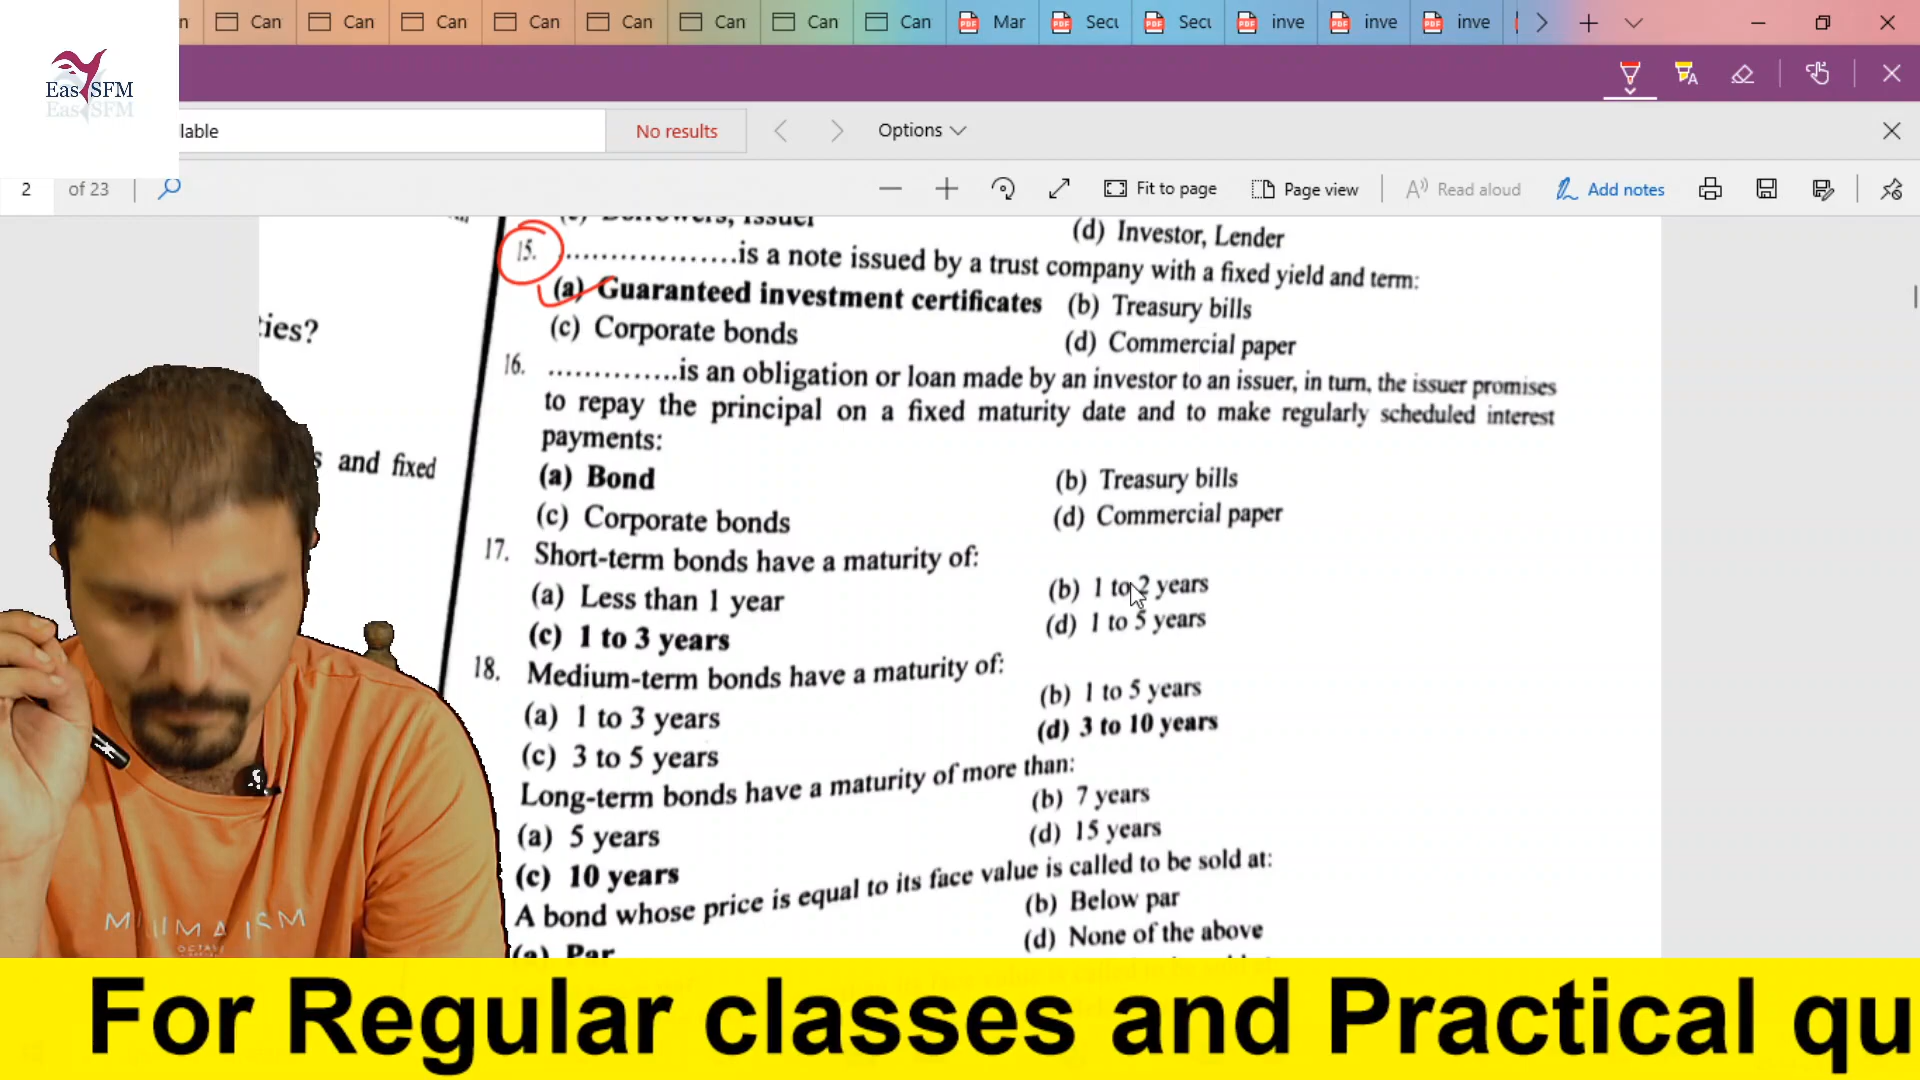 Can Can Can Can Can Can Can Can Mar Secu Secu inve inve inve
EasySFM
lable
No results
Options
2 of 23
Fit to page
Page view
Read aloud
Add notes
(d) Investor, Lender
15. ...................is a note issued by a trust company with a fixed yield and term:
(a) Guaranteed investment certificates (b) Treasury bills
(c) Corporate bonds (d) Commercial paper
ties?
16. ..............is an obligation or loan made by an investor to an issuer, in turn, the issuer promises
to repay the principal on a fixed maturity date and to make regularly scheduled interest
payments:
s and fixed
(a) Bond (b) Treasury bills
(c) Corporate bonds (d) Commercial paper
17. Short-term bonds have a maturity of:
(a) Less than 1 year (b) 1 to 2 years
(c) 1 to 3 years (d) 1 to 5 years
18. Medium-term bonds have a maturity of:
(a) 1 to 3 years (b) 1 to 5 years
(c) 3 to 5 years (d) 3 to 10 years
Long-term bonds have a maturity of more than:
(a) 5 years (b) 7 years
(c) 10 years (d) 15 years
A bond whose price is equal to its face value is called to be sold at:
(a) Par (b) Below par
(d) None of the above
For Regular classes and Practical qu